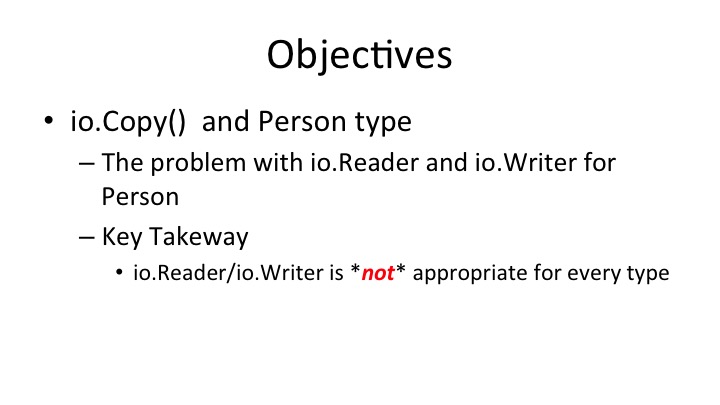 Objectives
• io.Copy()  and Person type
– The problem with io.Reader and io.Writer for
Person
– Key Takeway
• io.Reader/io.Writer is *not* appropriate for every type